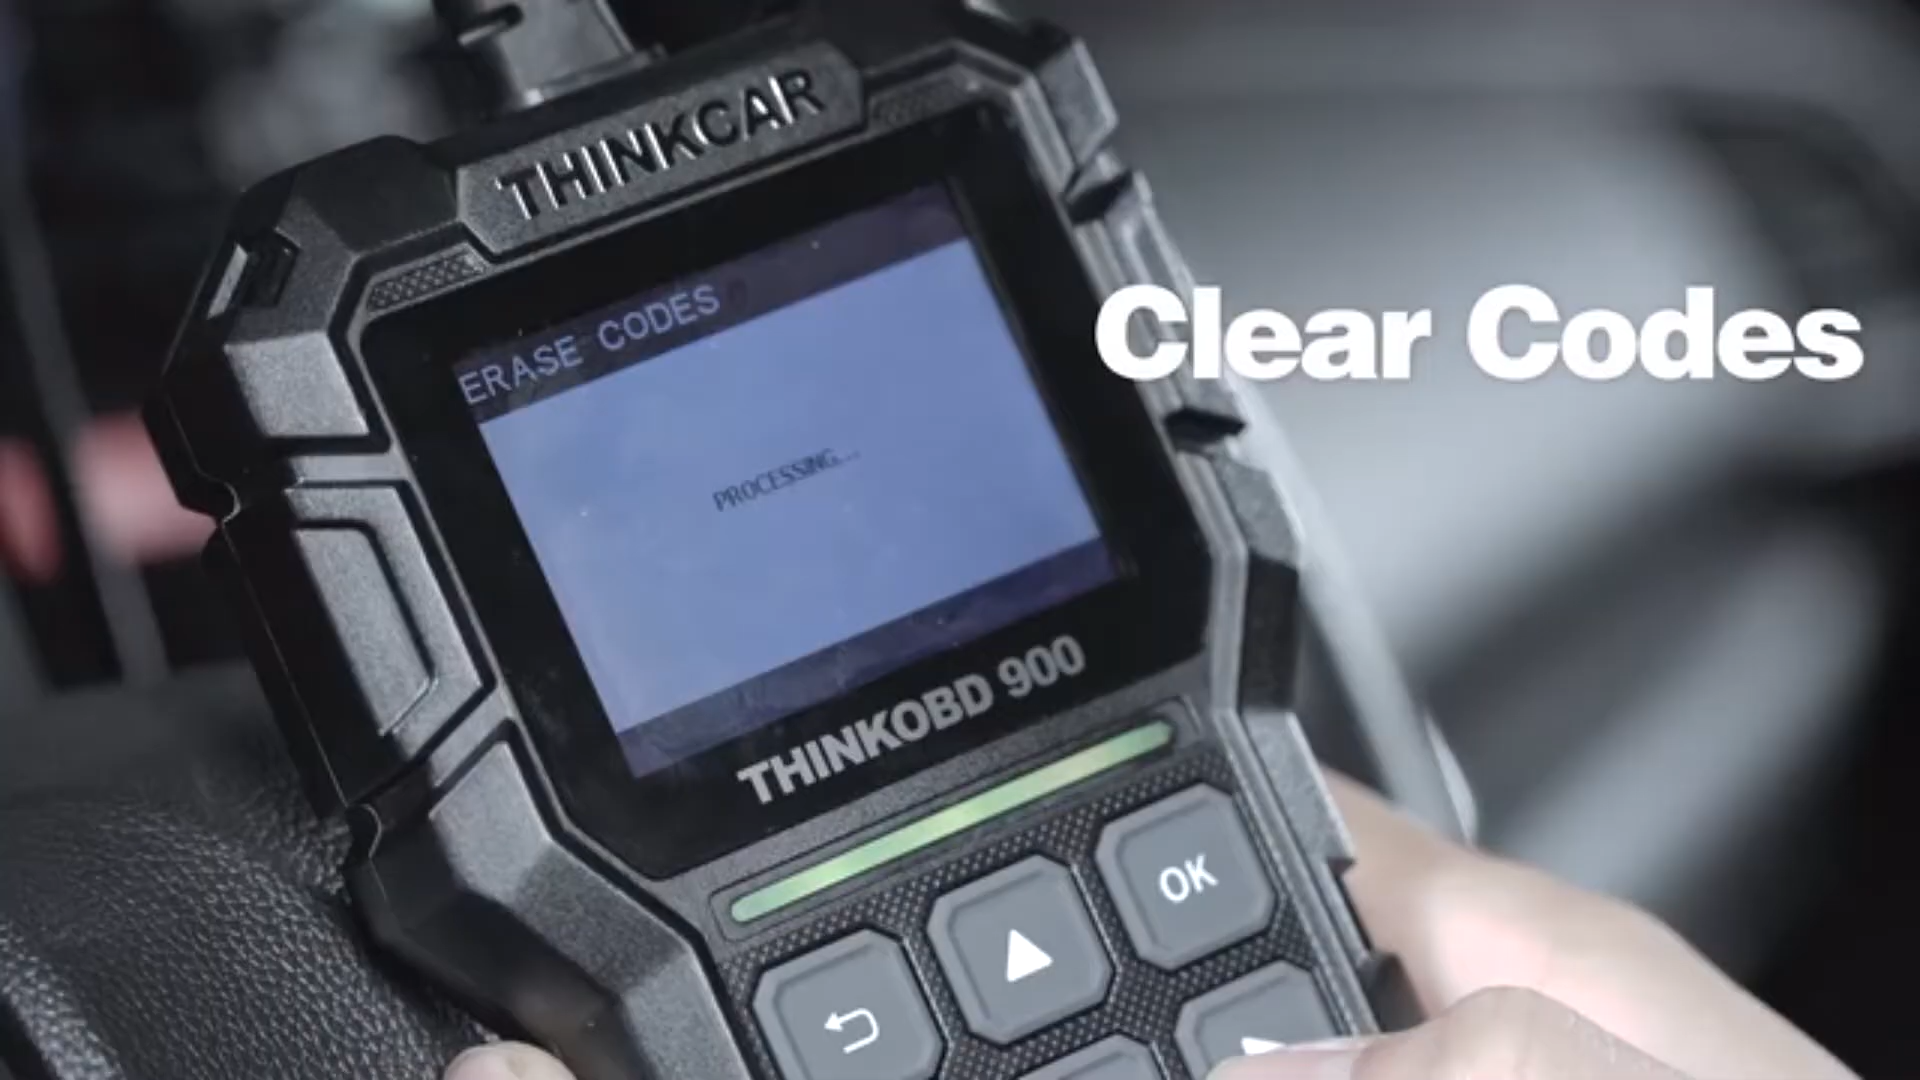 THINKCAR
ERASE CODES
PROCESSING...
Clear Codes
THINKOBD 900
OK